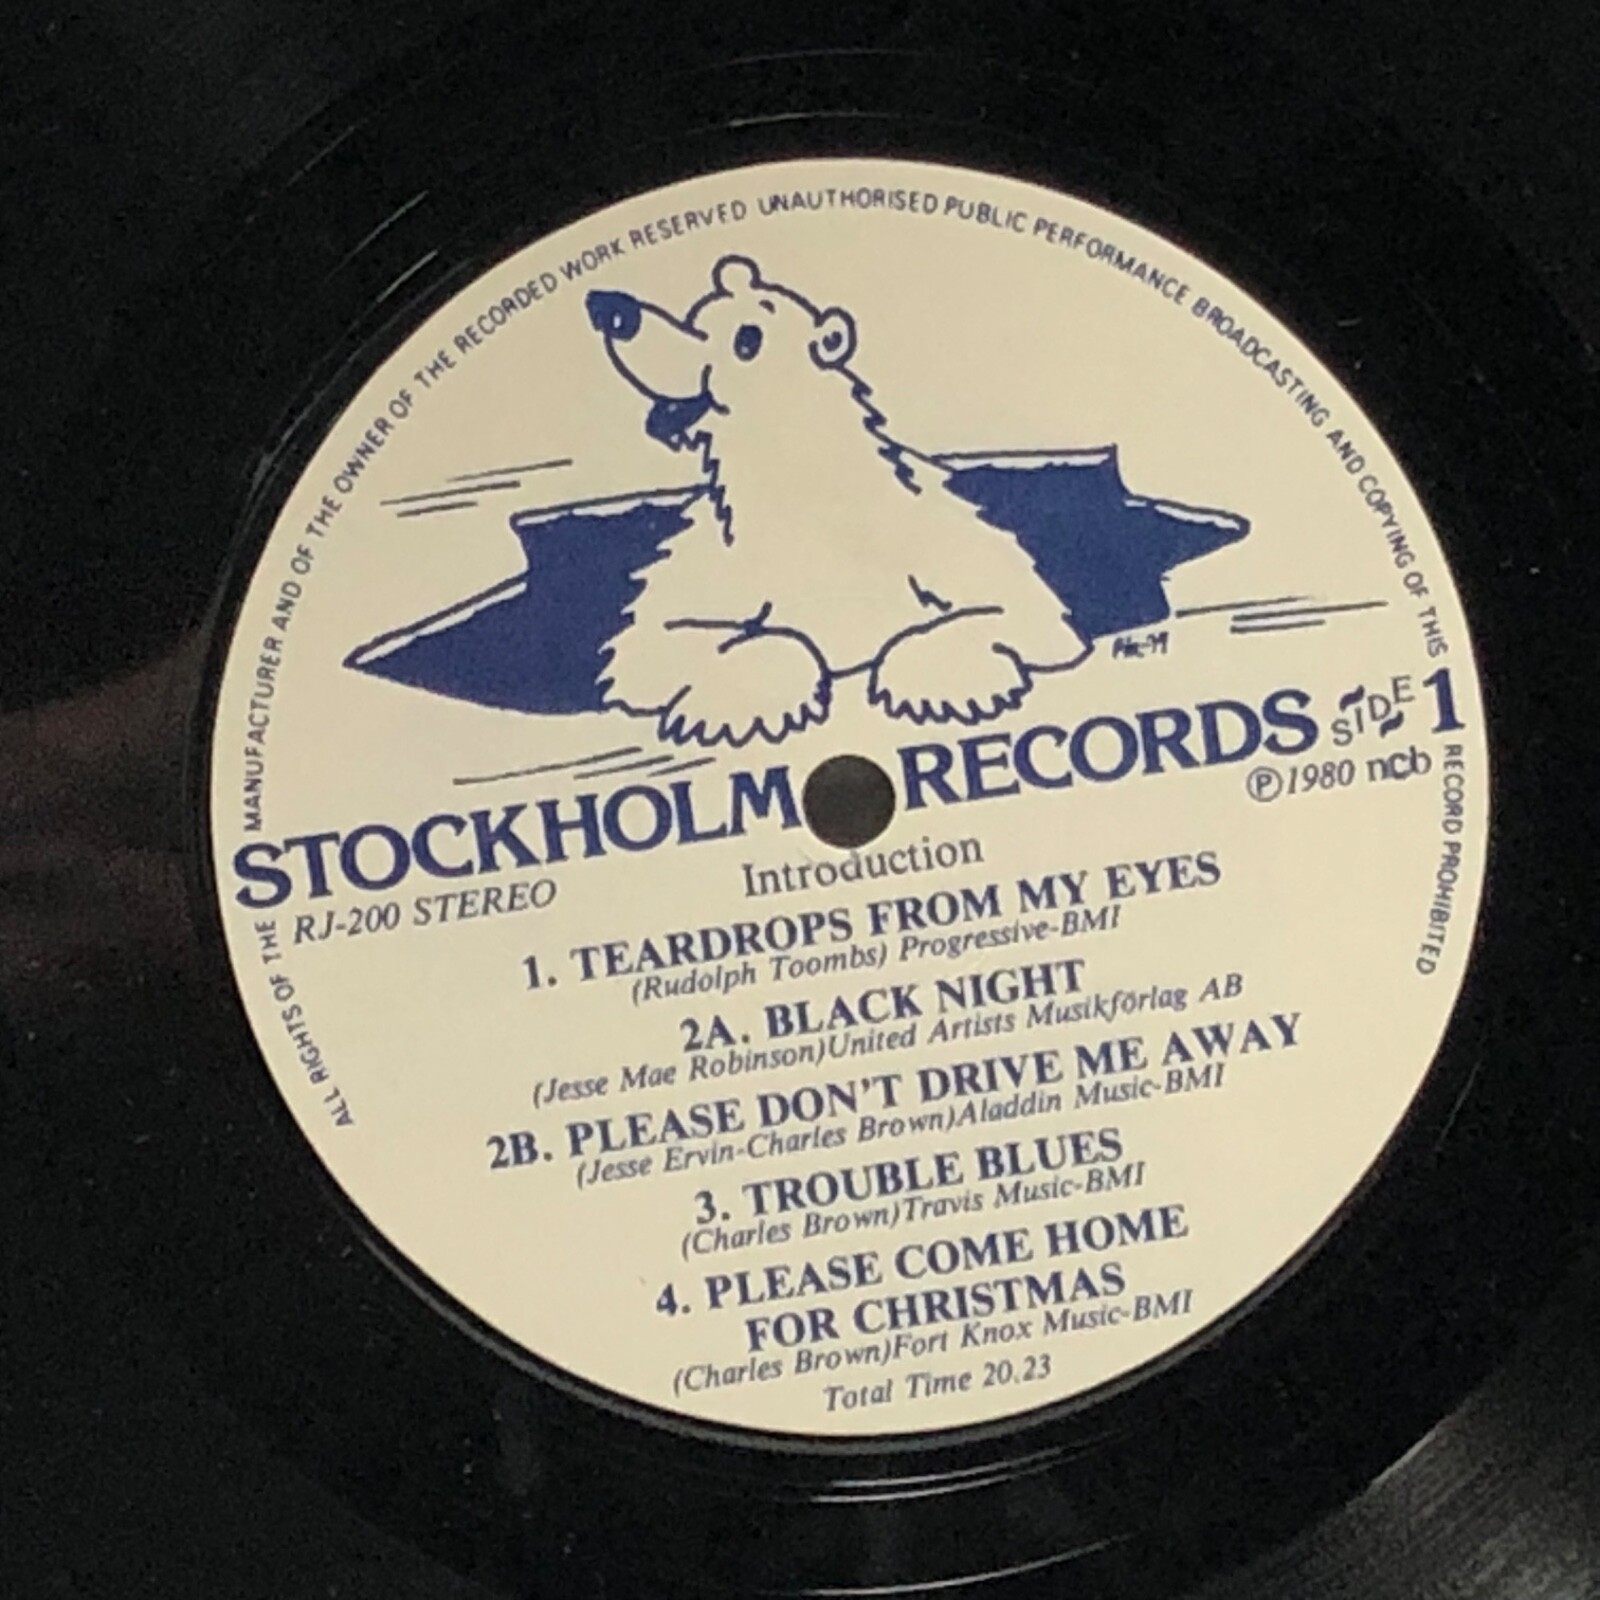 ALL RIGHTS OF THE MANUFACTURER AND OF THE OWNER OF THE RECORDED WORK RESERVED UNAUTHORISED PUBLIC PERFORMANCE BROADCASTING AND COPYING OF THIS RECORD PROHIBITED
STOCKHOLM RECORDS SIDE 1
℗1980 ncb
RJ-200 STEREO
Introduction
1. TEARDROPS FROM MY EYES
(Rudolph Toombs) Progressive-BMI
2A. BLACK NIGHT
(Jesse Mae Robinson)United Artists Musikförlag AB
2B. PLEASE DON'T DRIVE ME AWAY
(Jesse Ervin-Charles Brown)Aladdin Music-BMI
3. TROUBLE BLUES
(Charles Brown)Travis Music-BMI
4. PLEASE COME HOME
FOR CHRISTMAS
(Charles Brown)Fort Knox Music-BMI
Total Time 20.23